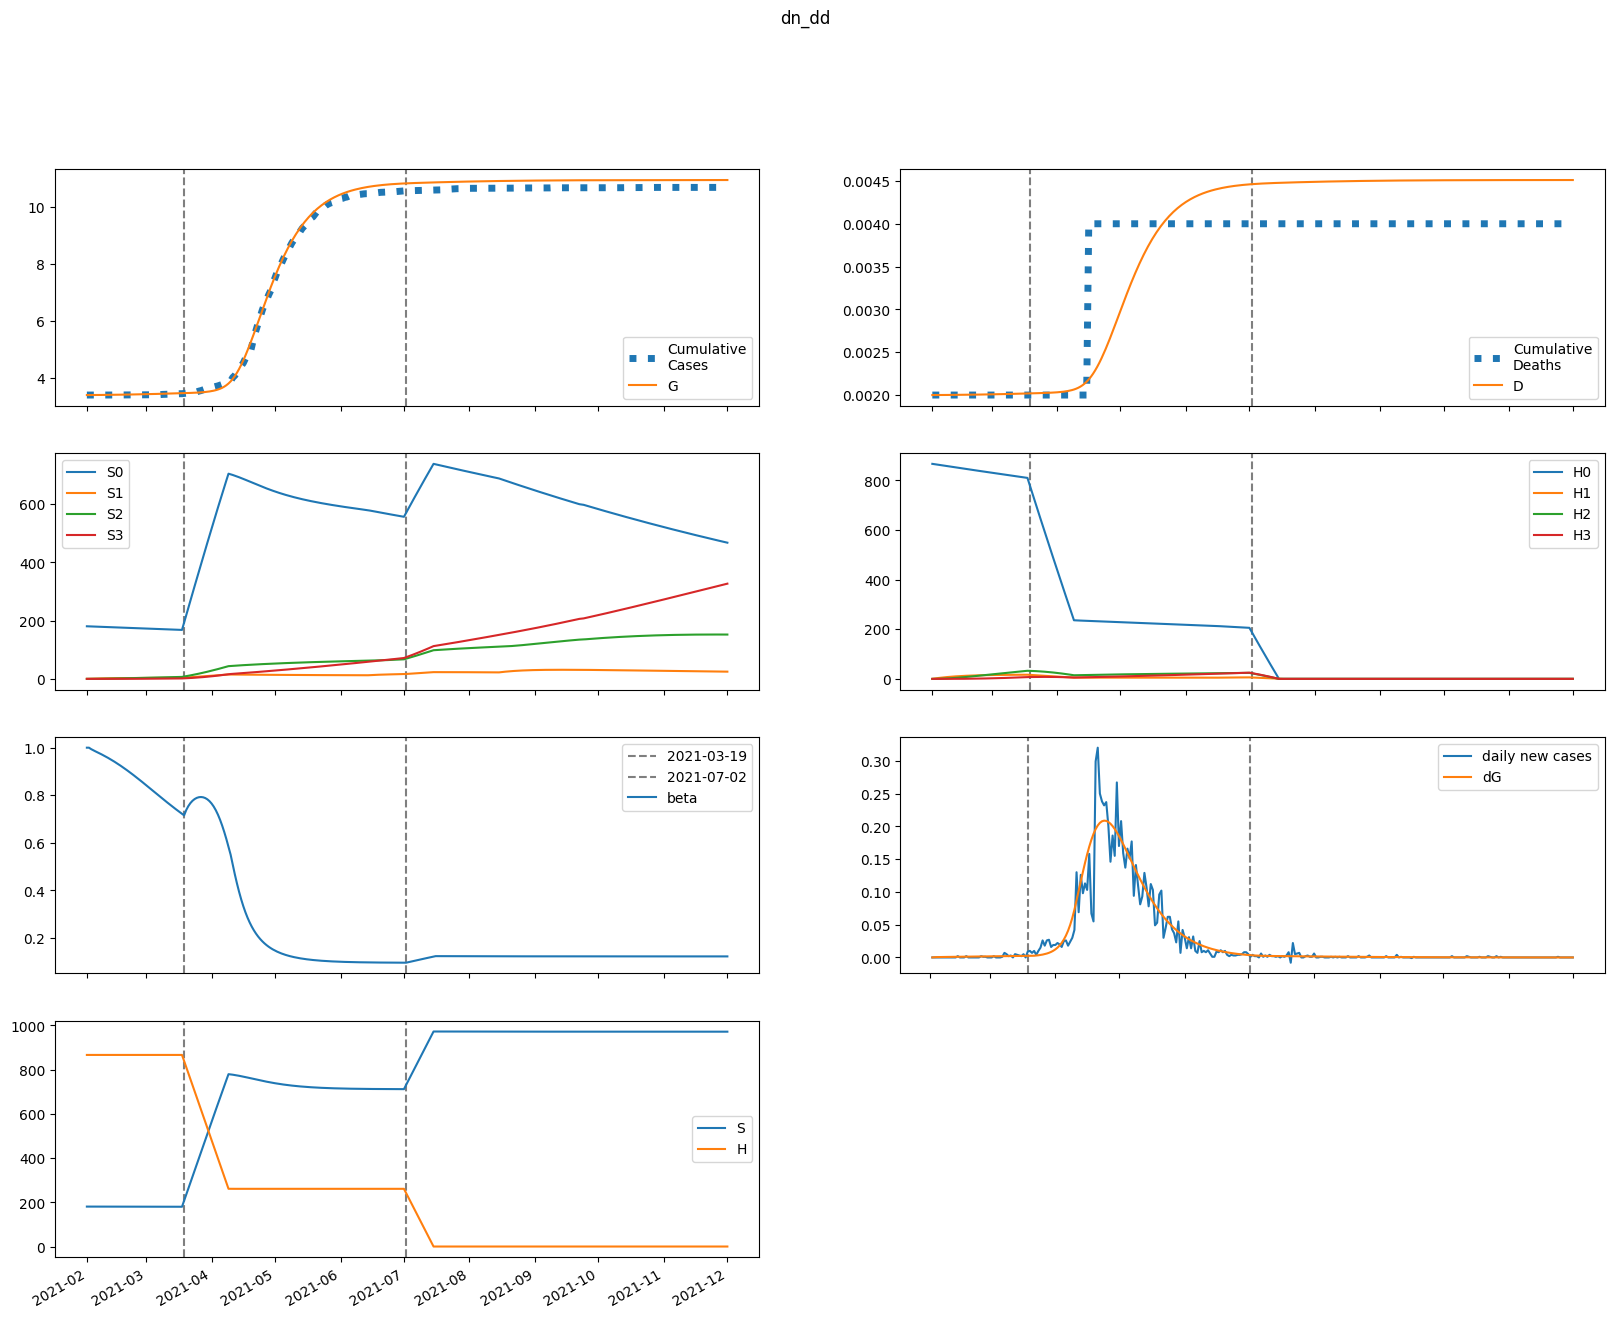 dn_dd
10
8
6
4
Cumulative
Cases
G
0.0045
0.0040
0.0035
0.0030
0.0025
0.0020
Cumulative
Deaths
D
600
400
200
0
S0
S1
S2
S3
800
600
400
200
0
H0
H1
H2
H3
1.0
0.8
0.6
0.4
0.2
2021-03-19
2021-07-02
beta
0.30
0.25
0.20
0.15
0.10
0.05
0.00
daily new cases
dG
1000
800
600
400
200
0
S
H
2021-02
2021-03
2021-04
2021-05
2021-06
2021-07
2021-08
2021-09
2021-10
2021-11
2021-12